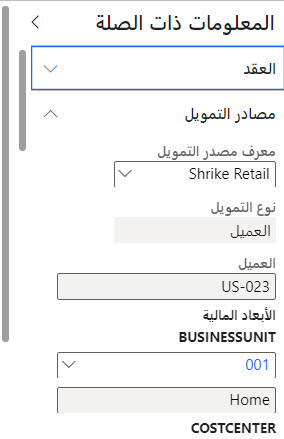 المعلومات ذات الصلة
العقد
مصادر التمويل
معرف مصدر التمويل
Shrike Retail
نوع التمويل
العميل
العميل
US-023
الأبعاد المالية
BUSINESSUNIT
001
Home
COSTCENTER